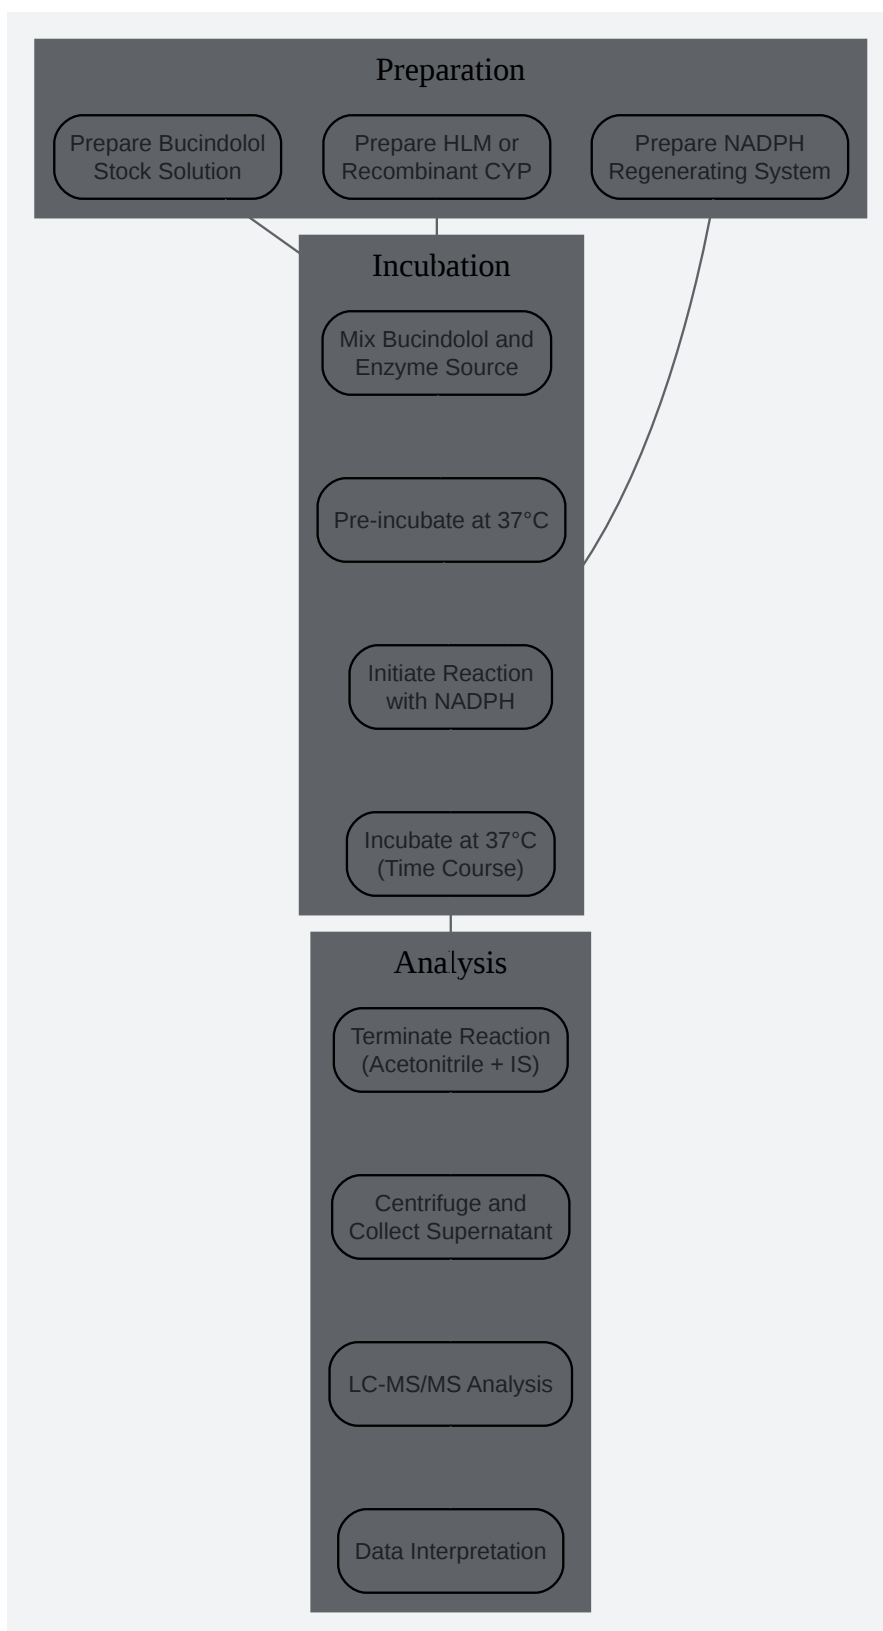 Preparation
Prepare Bucindolol
Stock Solution
Prepare HLM or
Recombinant CYP
Prepare NADPH
Regenerating System
Incubation
Mix Bucindolol and
Enzyme Source
Pre-incubate at 37°C
Initiate Reaction
with NADPH
Incubate at 37°C
(Time Course)
Analysis
Terminate Reaction
(Acetonitrile + IS)
Centrifuge and
Collect Supernatant
LC-MS/MS Analysis
Data Interpretation